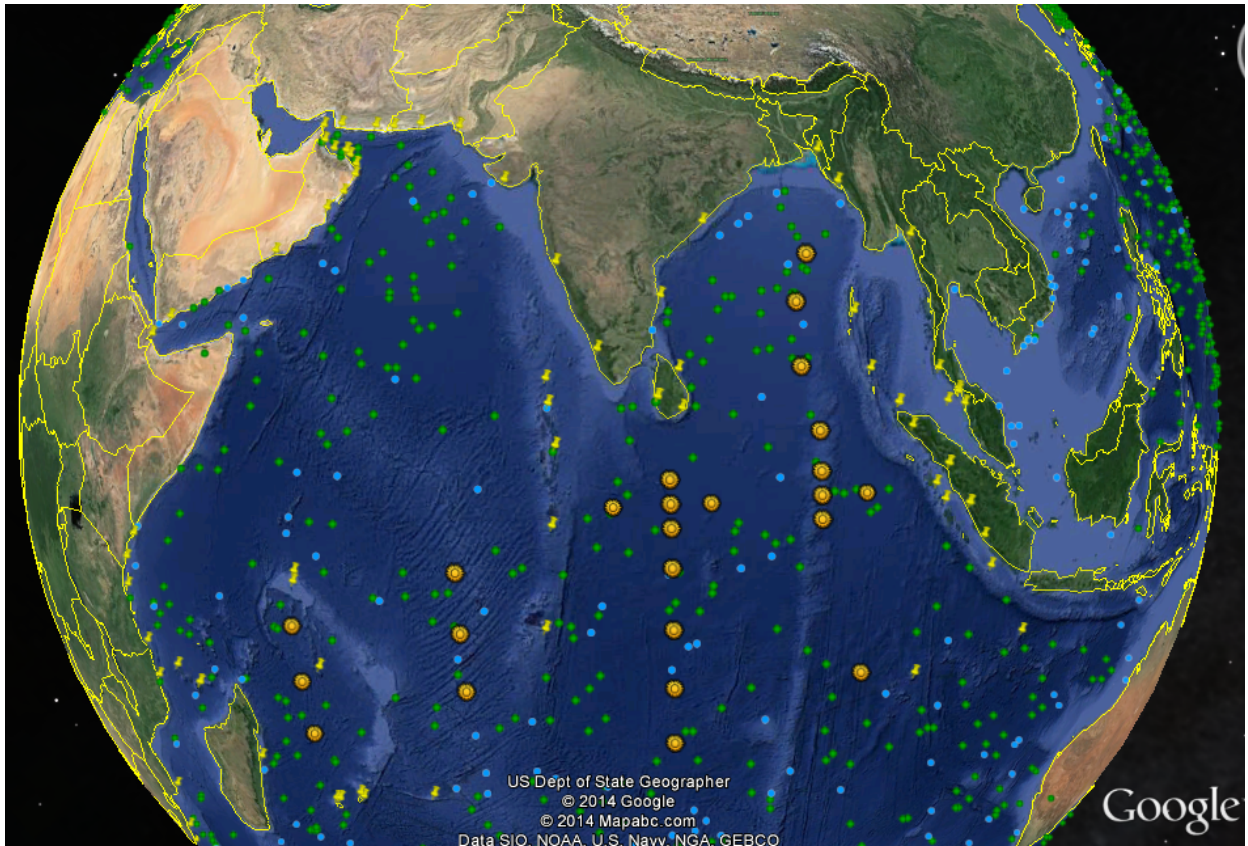 US Dept of State Geographer
© 2014 Google
© 2014 Mapabc.com
Data SIO, NOAA, U.S. Navy, NGA, GEBCO
Google